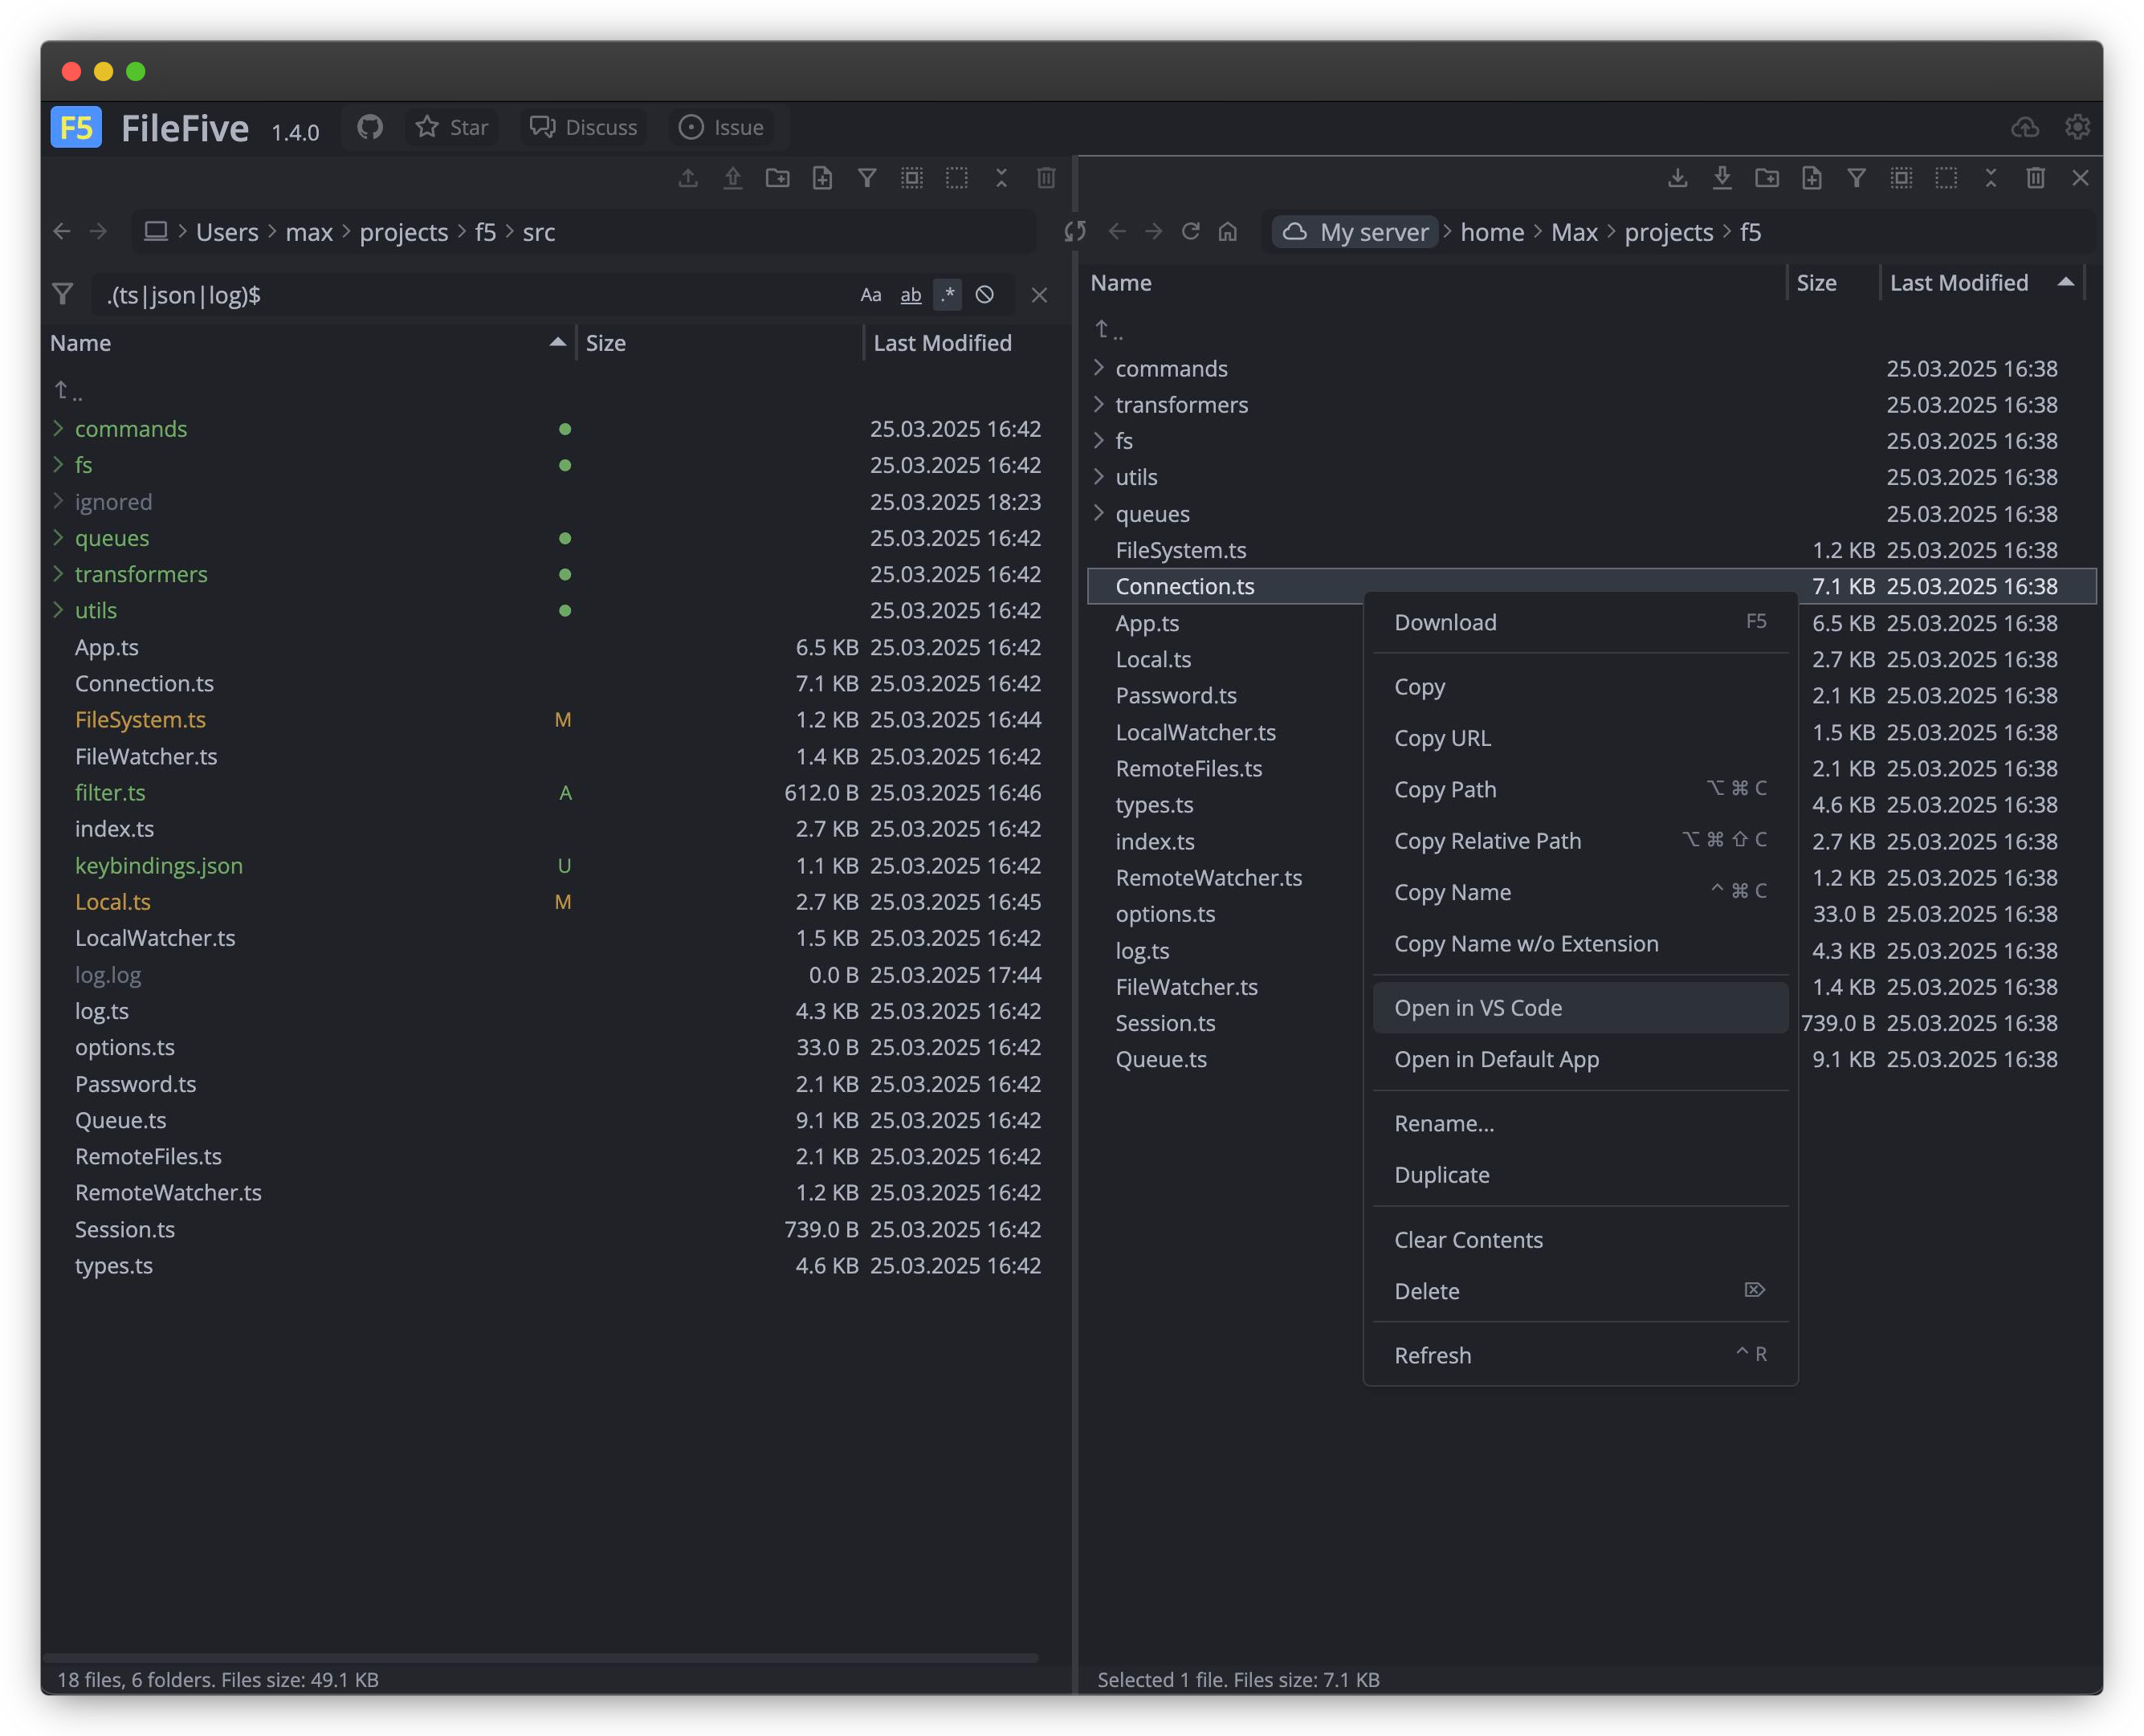 F5 FileFive 1.4.0 Star Discuss Issue
Users max projects f5 src
.(ts|json|log)$ Aa ab .*
Name Size Last Modified
..
commands 25.03.2025 16:42
fs 25.03.2025 16:42
ignored 25.03.2025 18:23
queues 25.03.2025 16:42
transformers 25.03.2025 16:42
utils 25.03.2025 16:42
App.ts 6.5 KB 25.03.2025 16:42
Connection.ts 7.1 KB 25.03.2025 16:42
FileSystem.ts M 1.2 KB 25.03.2025 16:44
FileWatcher.ts 1.4 KB 25.03.2025 16:42
filter.ts A 612.0 B 25.03.2025 16:46
index.ts 2.7 KB 25.03.2025 16:42
keybindings.json U 1.1 KB 25.03.2025 16:42
Local.ts M 2.7 KB 25.03.2025 16:45
LocalWatcher.ts 1.5 KB 25.03.2025 16:42
log.log 0.0 B 25.03.2025 17:44
log.ts 4.3 KB 25.03.2025 16:42
options.ts 33.0 B 25.03.2025 16:42
Password.ts 2.1 KB 25.03.2025 16:42
Queue.ts 9.1 KB 25.03.2025 16:42
RemoteFiles.ts 2.1 KB 25.03.2025 16:42
RemoteWatcher.ts 1.2 KB 25.03.2025 16:42
Session.ts 739.0 B 25.03.2025 16:42
types.ts 4.6 KB 25.03.2025 16:42
18 files, 6 folders. Files size: 49.1 KB
My server home Max projects f5
Name Size Last Modified
..
commands 25.03.2025 16:38
transformers 25.03.2025 16:38
fs 25.03.2025 16:38
utils 25.03.2025 16:38
queues 25.03.2025 16:38
FileSystem.ts 1.2 KB 25.03.2025 16:38
Connection.ts 7.1 KB 25.03.2025 16:38
App.ts 6.5 KB 25.03.2025 16:38
Local.ts 2.7 KB 25.03.2025 16:38
Password.ts 2.1 KB 25.03.2025 16:38
LocalWatcher.ts 1.5 KB 25.03.2025 16:38
RemoteFiles.ts 2.1 KB 25.03.2025 16:38
types.ts 4.6 KB 25.03.2025 16:38
index.ts 2.7 KB 25.03.2025 16:38
RemoteWatcher.ts 1.2 KB 25.03.2025 16:38
options.ts 33.0 B 25.03.2025 16:38
log.ts 4.3 KB 25.03.2025 16:38
FileWatcher.ts 1.4 KB 25.03.2025 16:38
Session.ts 739.0 B 25.03.2025 16:38
Queue.ts 9.1 KB 25.03.2025 16:38
Download F5
Copy
Copy URL
Copy Path ⌥ ⌘ C
Copy Relative Path ⌥ ⌘ ⇧ C
Copy Name ^ ⌘ C
Copy Name w/o Extension
Open in VS Code
Open in Default App
Rename...
Duplicate
Clear Contents
Delete ⌦
Refresh ^ R
Selected 1 file. Files size: 7.1 KB